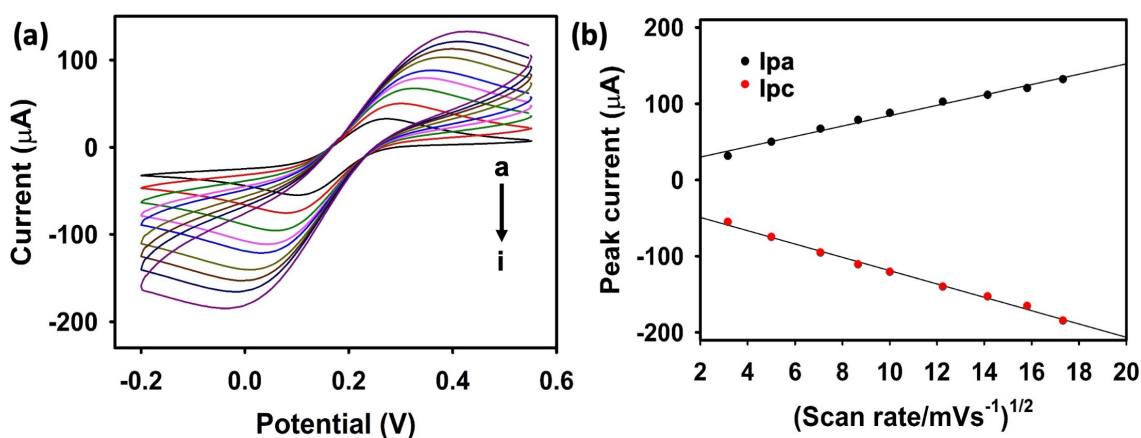 (a)
100
0
-100
-200
Current (µA)
a
i
-0.2 0.0 0.2 0.4 0.6
Potential (V)
(b)
200
100
0
-100
-200
Peak current (µA)
Ipa
Ipc
2 4 6 8 10 12 14 16 18 20
(Scan rate/mVs⁻¹)¹/²